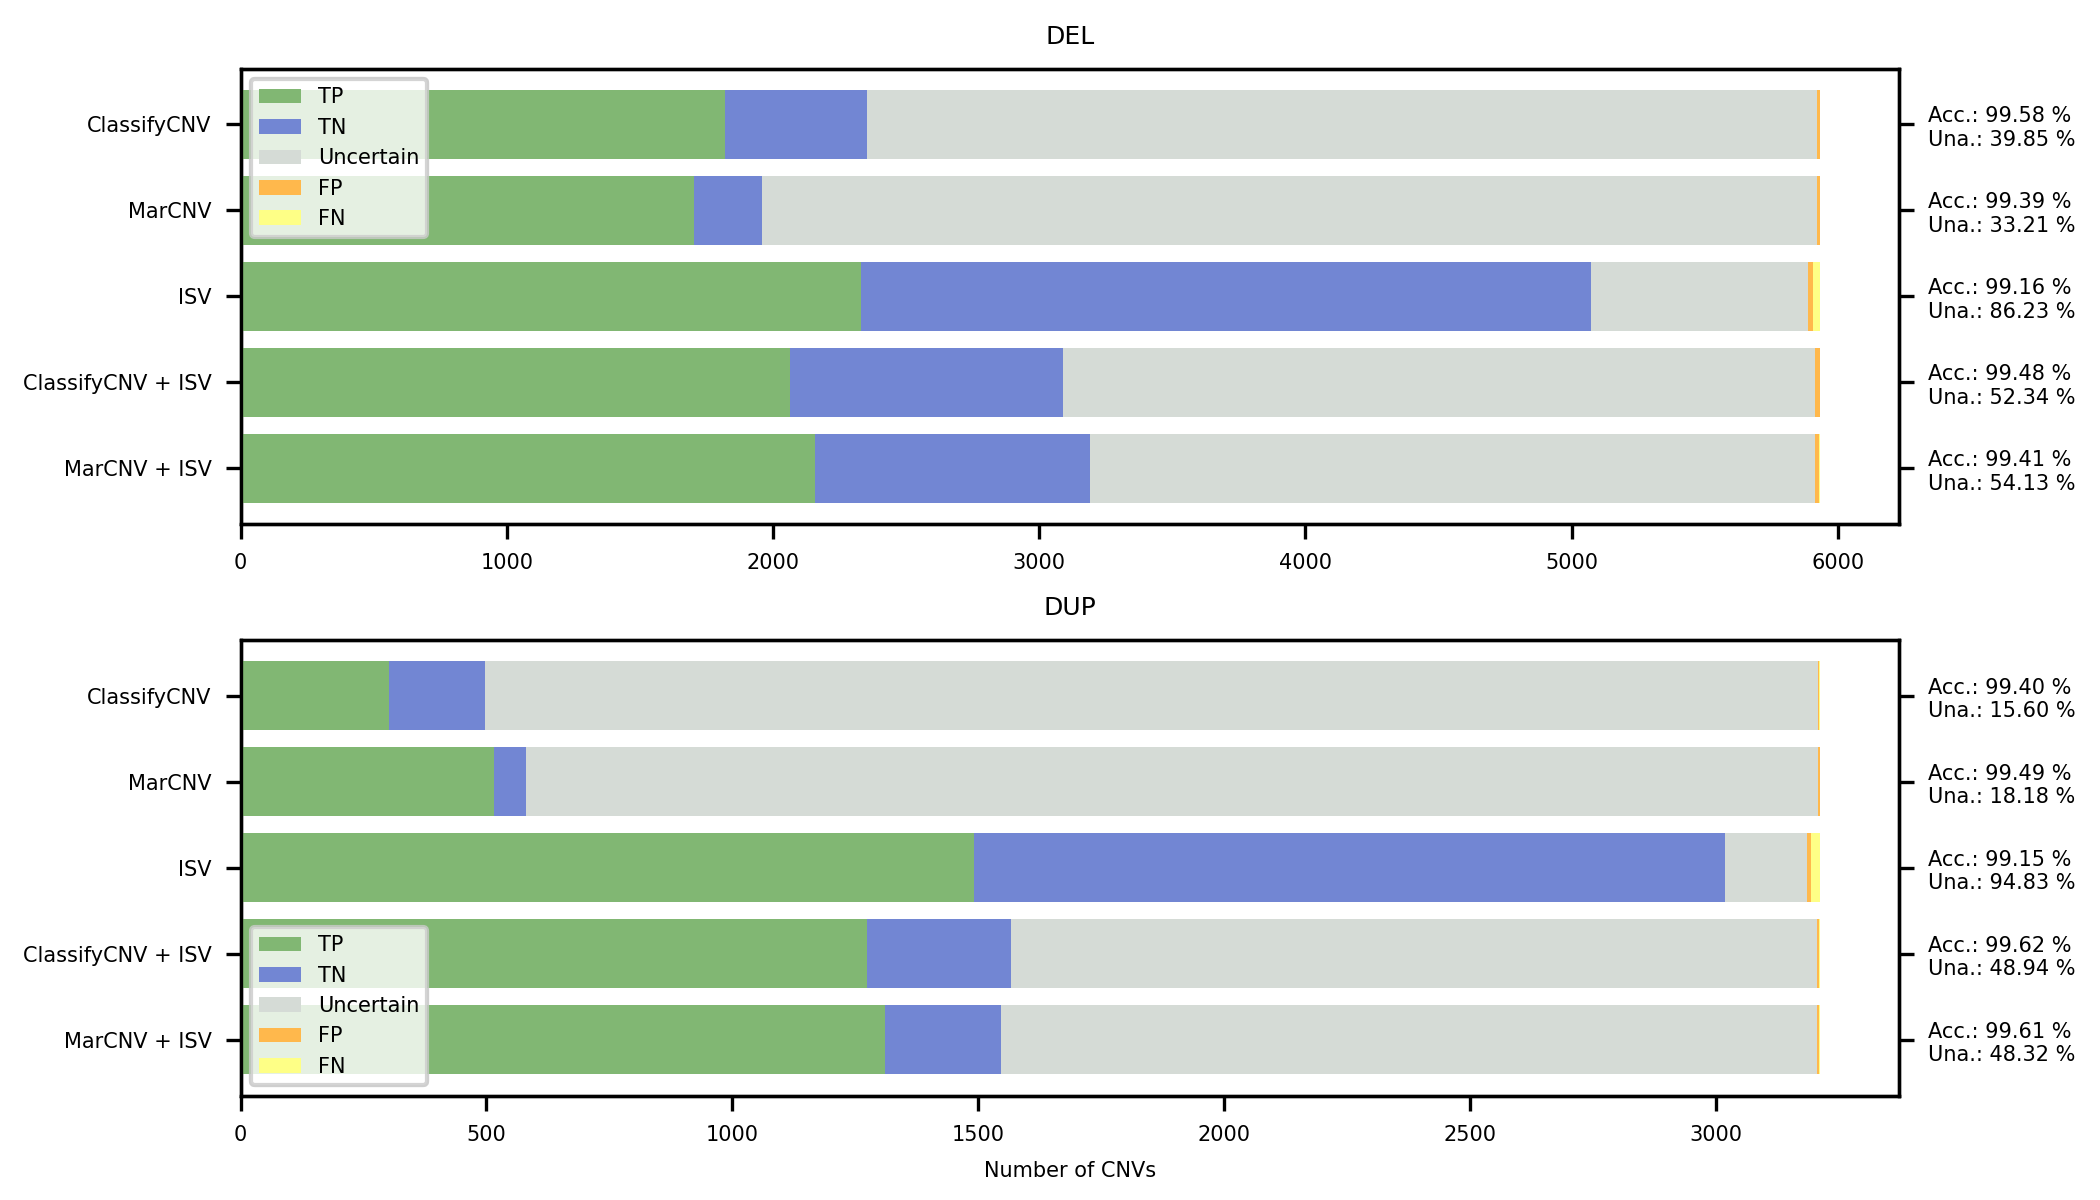 DEL
TP
TN
Uncertain
FP
FN
ClassifyCNV
MarCNV
ISV
ClassifyCNV + ISV
MarCNV + ISV
Acc.: 99.58 %
Una.: 39.85 %
Acc.: 99.39 %
Una.: 33.21 %
Acc.: 99.16 %
Una.: 86.23 %
Acc.: 99.48 %
Una.: 52.34 %
Acc.: 99.41 %
Una.: 54.13 %
0 1000 2000 3000 4000 5000 6000
DUP
ClassifyCNV
MarCNV
ISV
ClassifyCNV + ISV
MarCNV + ISV
TP
TN
Uncertain
FP
FN
Acc.: 99.40 %
Una.: 15.60 %
Acc.: 99.49 %
Una.: 18.18 %
Acc.: 99.15 %
Una.: 94.83 %
Acc.: 99.62 %
Una.: 48.94 %
Acc.: 99.61 %
Una.: 48.32 %
0 500 1000 1500 2000 2500 3000
Number of CNVs